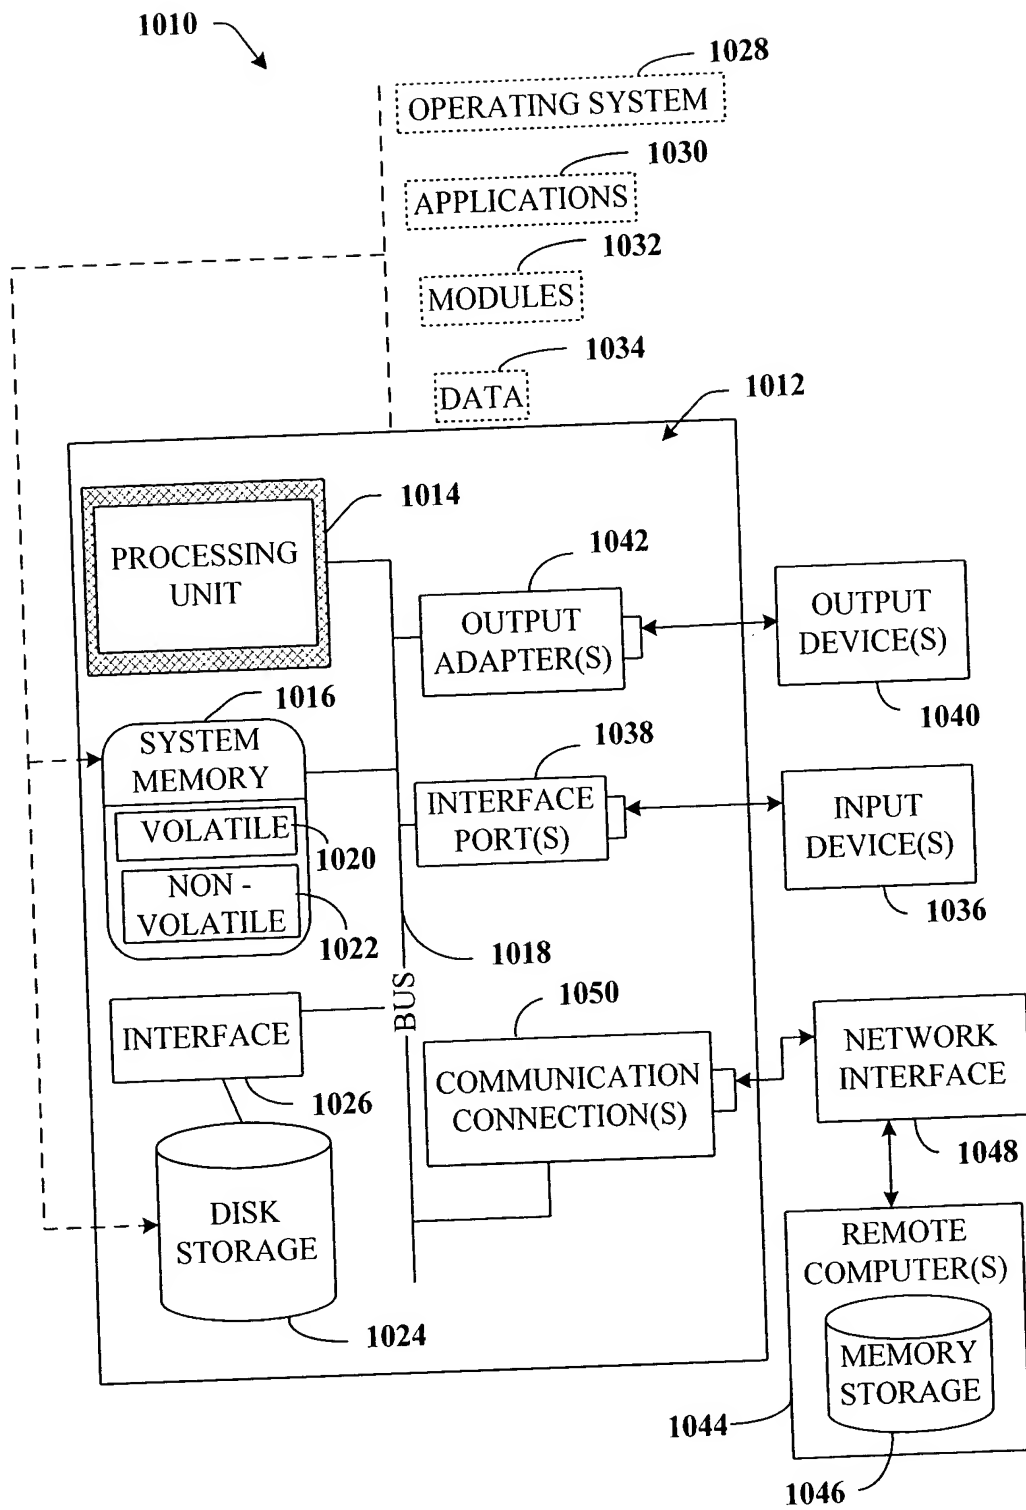 1010
1028
OPERATING SYSTEM
1030
APPLICATIONS
1032
MODULES
1034
DATA
1012
1014
PROCESSING
UNIT
1042
OUTPUT
ADAPTER(S)
OUTPUT
DEVICE(S)
1040
1016
SYSTEM
MEMORY
VOLATILE
1020
NON -
VOLATILE
1022
1038
INTERFACE
PORT(S)
INPUT
DEVICE(S)
1036
1018
BUS
1050
INTERFACE
1026
COMMUNICATION
CONNECTION(S)
NETWORK
INTERFACE
1048
DISK
STORAGE
1024
REMOTE
COMPUTER(S)
MEMORY
STORAGE
1044
1046